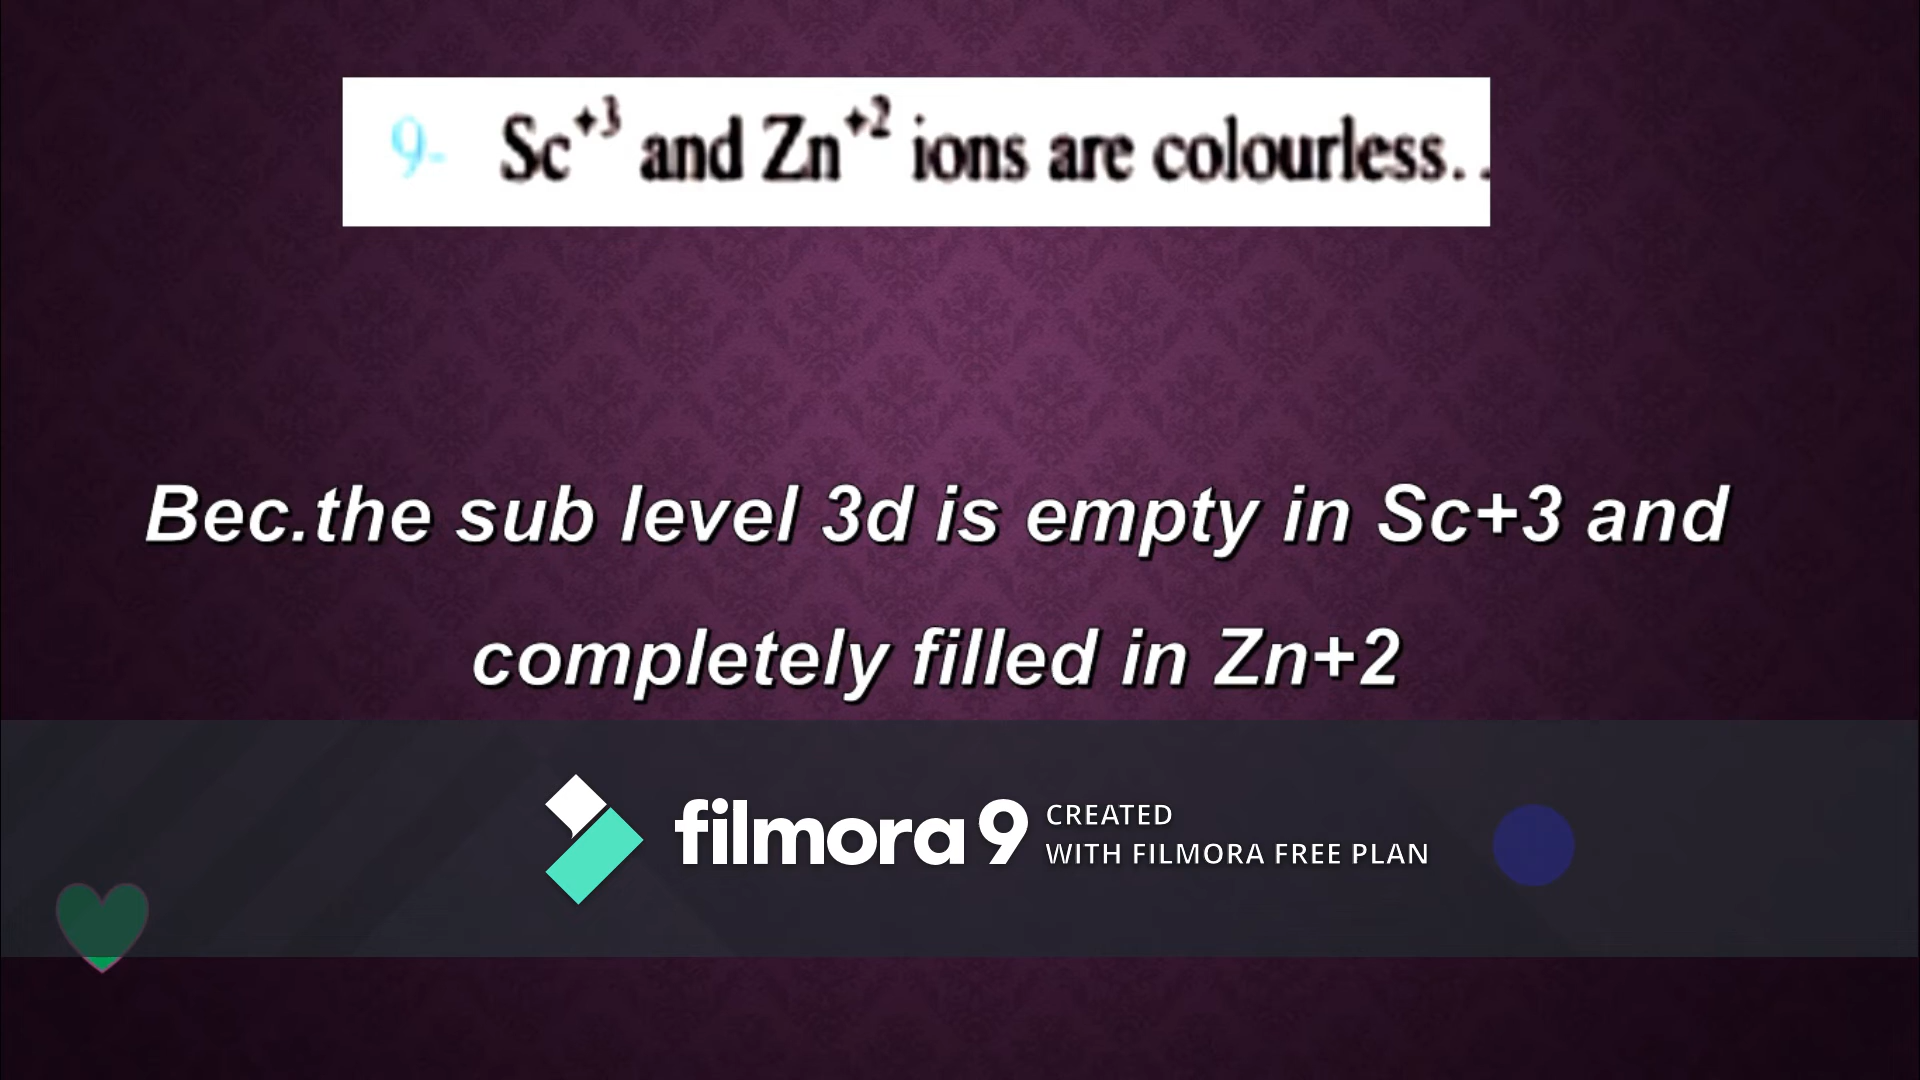 9- Sc⁺³ and Zn⁺² ions are colourless. .
Bec.the sub level 3d is empty in Sc+3 and
completely filled in Zn+2
filmora9 CREATED
WITH FILMORA FREE PLAN